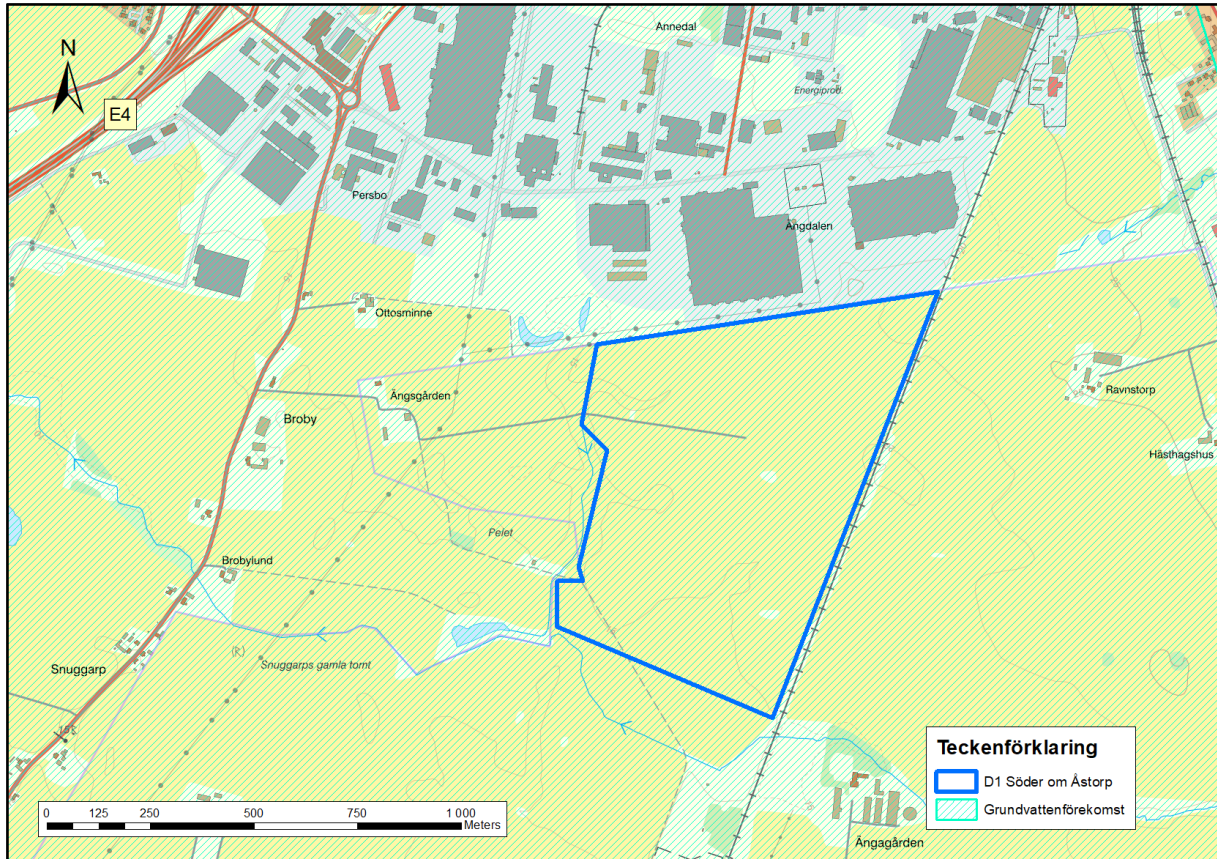 Annedal
N
Energiprod.
E4
Persbo
Ängdalen
Ottosminne
Ängsgården
Ravnstorp
Broby
Hästhagshus
Pelet
Brobylund
Snuggarp
Snuggarps gamla tomt
(R)
Teckenförklaring
D1 Söder om Åstorp
Grundvattenförekomst
0 125 250 500 750 1 000
Meters
Ängagården